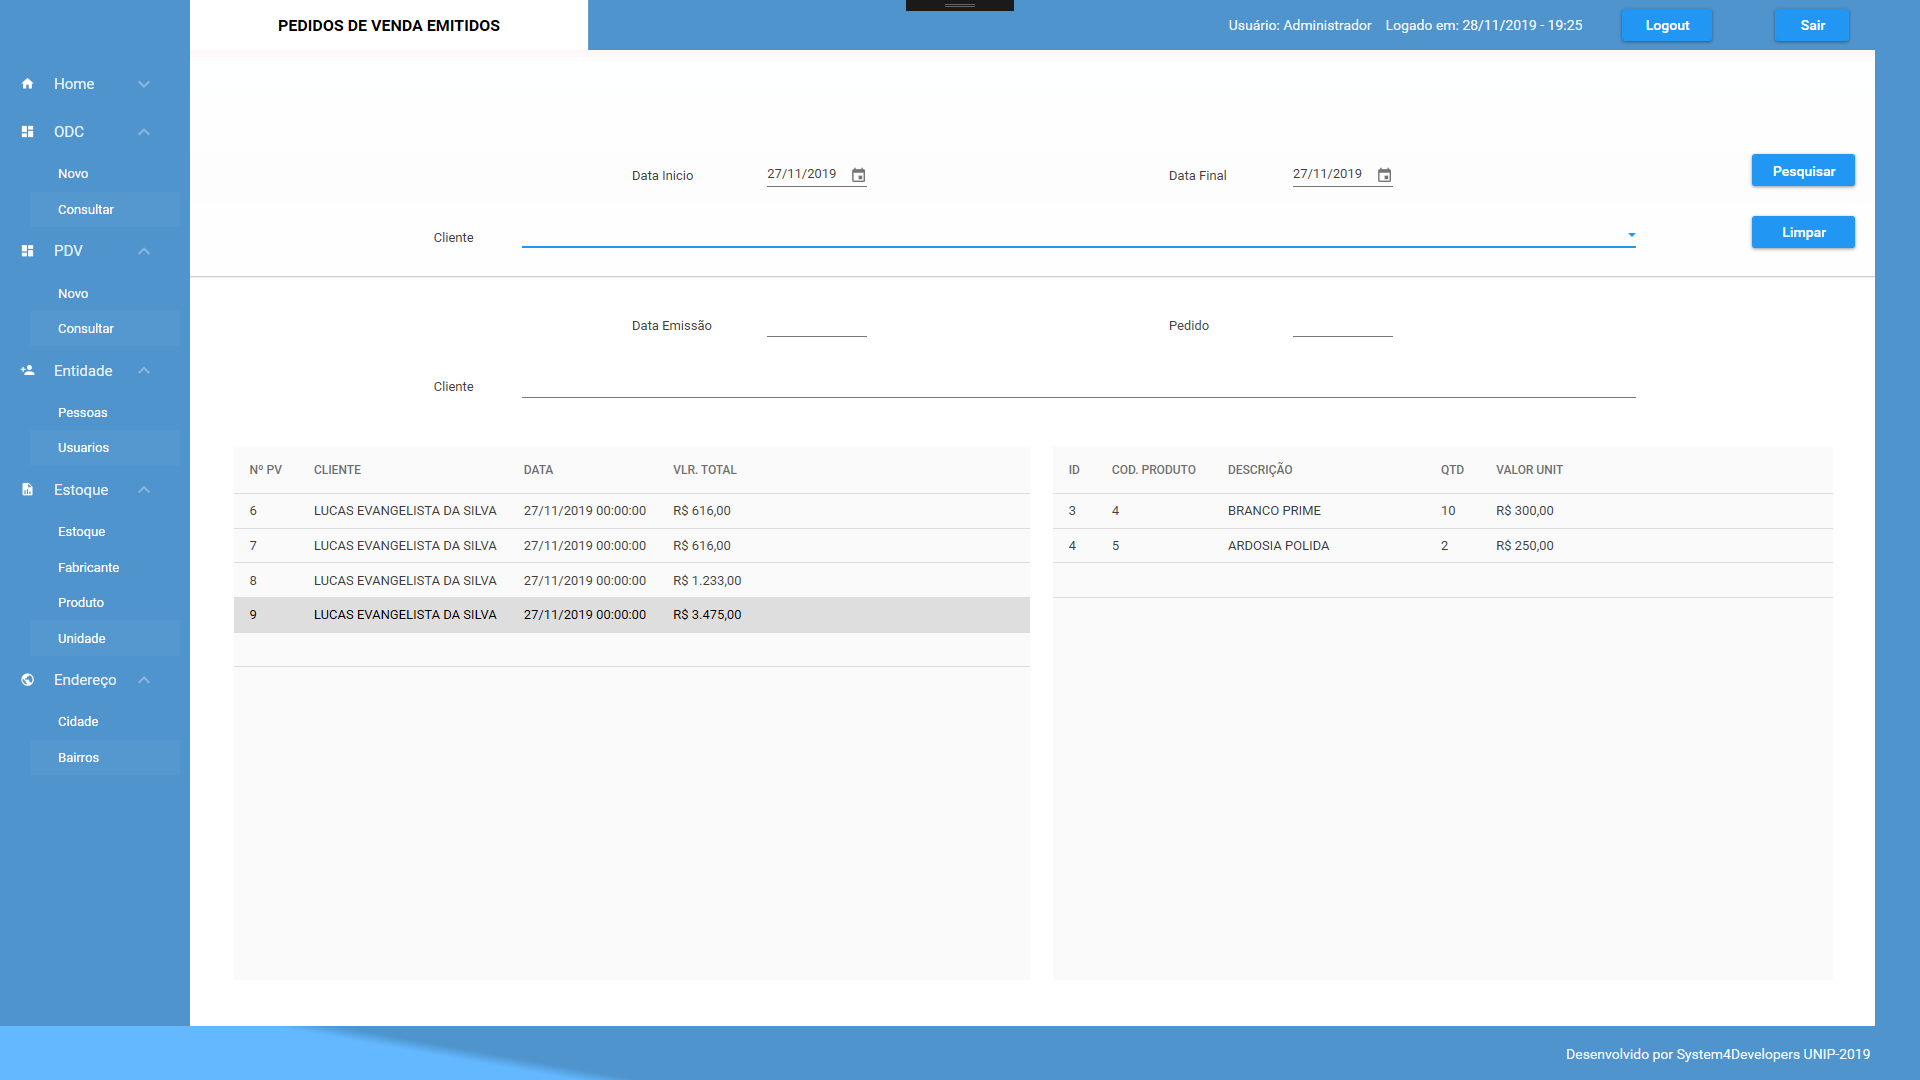 PEDIDOS DE VENDA EMITIDOS
Usuário: Administrador Logado em: 28/11/2019 - 19:25 Logout Sair
Home
ODC
Novo
Consultar
PDV
Novo
Consultar
Entidade
Pessoas
Usuarios
Estoque
Estoque
Fabricante
Produto
Unidade
Endereço
Cidade
Bairros
Data Inicio 27/11/2019 Data Final 27/11/2019 Pesquisar
Cliente Limpar
Data Emissão Pedido
Cliente
Nº PV CLIENTE DATA VLR. TOTAL
6 LUCAS EVANGELISTA DA SILVA 27/11/2019 00:00:00 R$ 616,00
7 LUCAS EVANGELISTA DA SILVA 27/11/2019 00:00:00 R$ 616,00
8 LUCAS EVANGELISTA DA SILVA 27/11/2019 00:00:00 R$ 1.233,00
9 LUCAS EVANGELISTA DA SILVA 27/11/2019 00:00:00 R$ 3.475,00
ID COD. PRODUTO DESCRIÇÃO QTD VALOR UNIT
3 4 BRANCO PRIME 10 R$ 300,00
4 5 ARDOSIA POLIDA 2 R$ 250,00
Desenvolvido por System4Developers UNIP-2019